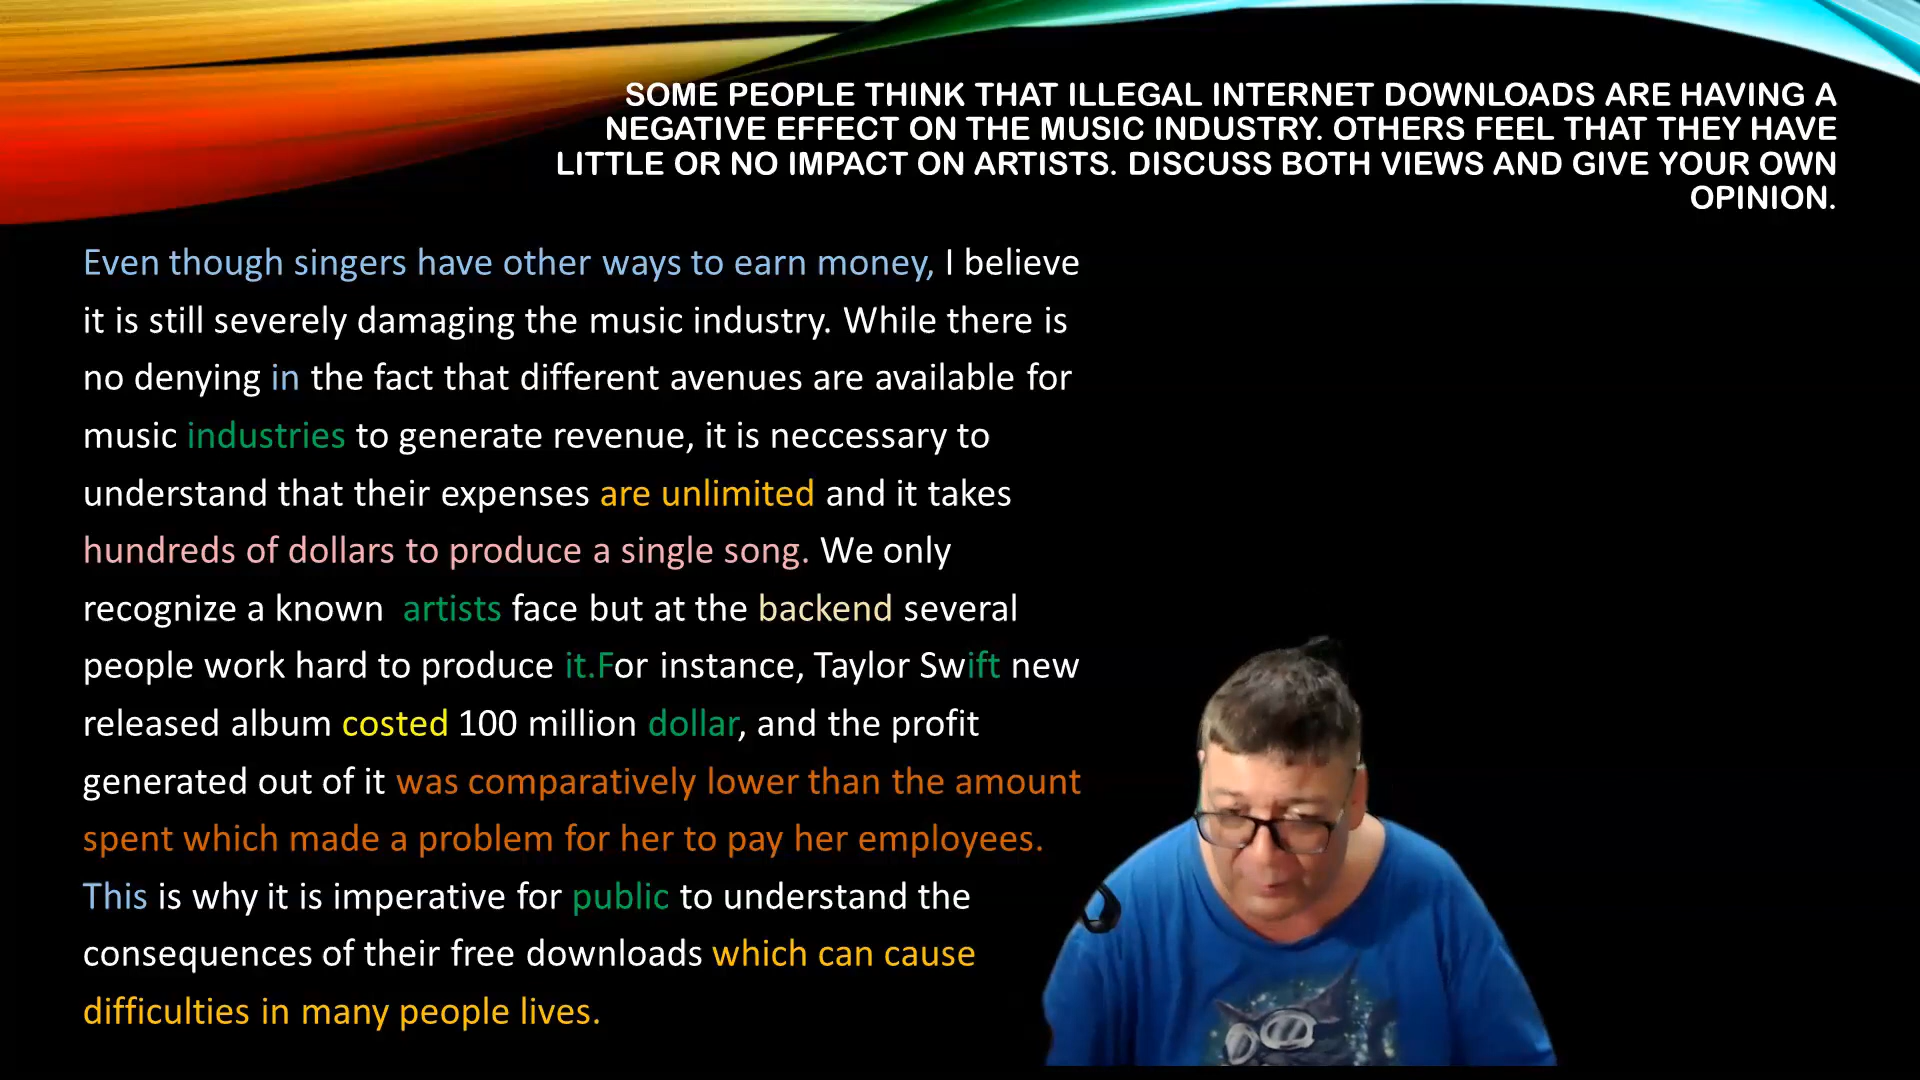 SOME PEOPLE THINK THAT ILLEGAL INTERNET DOWNLOADS ARE HAVING A
NEGATIVE EFFECT ON THE MUSIC INDUSTRY. OTHERS FEEL THAT THEY HAVE
LITTLE OR NO IMPACT ON ARTISTS. DISCUSS BOTH VIEWS AND GIVE YOUR OWN
OPINION.
Even though singers have other ways to earn money, I believe
it is still severely damaging the music industry. While there is
no denying in the fact that different avenues are available for
music industries to generate revenue, it is neccessary to
understand that their expenses are unlimited and it takes
hundreds of dollars to produce a single song. We only
recognize a known artists face but at the backend several
people work hard to produce it.For instance, Taylor Swift new
released album costed 100 million dollar, and the profit
generated out of it was comparatively lower than the amount
spent which made a problem for her to pay her employees.
This is why it is imperative for public to understand the
consequences of their free downloads which can cause
difficulties in many people lives.